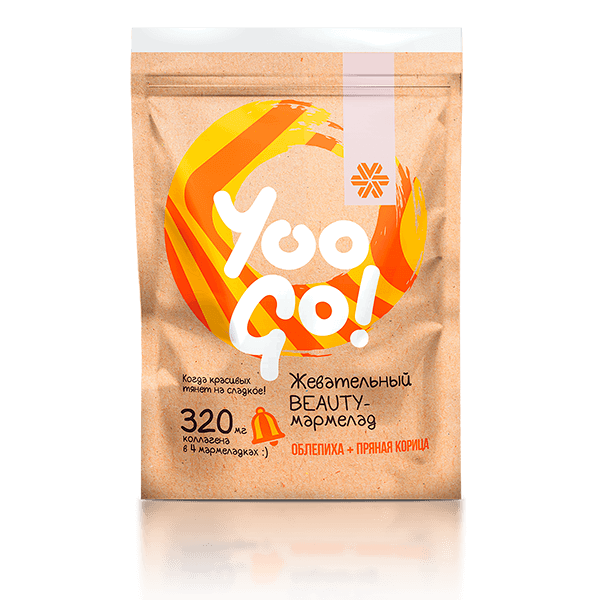 Yoo
Go!
Когда красивых
тянет на сладкое!
320 мг
коллагена
в 4 мармеладках :)
Жевательный
BEAUTY-
мармелад
ОБЛЕПИХА + ПРЯНАЯ КОРИЦА